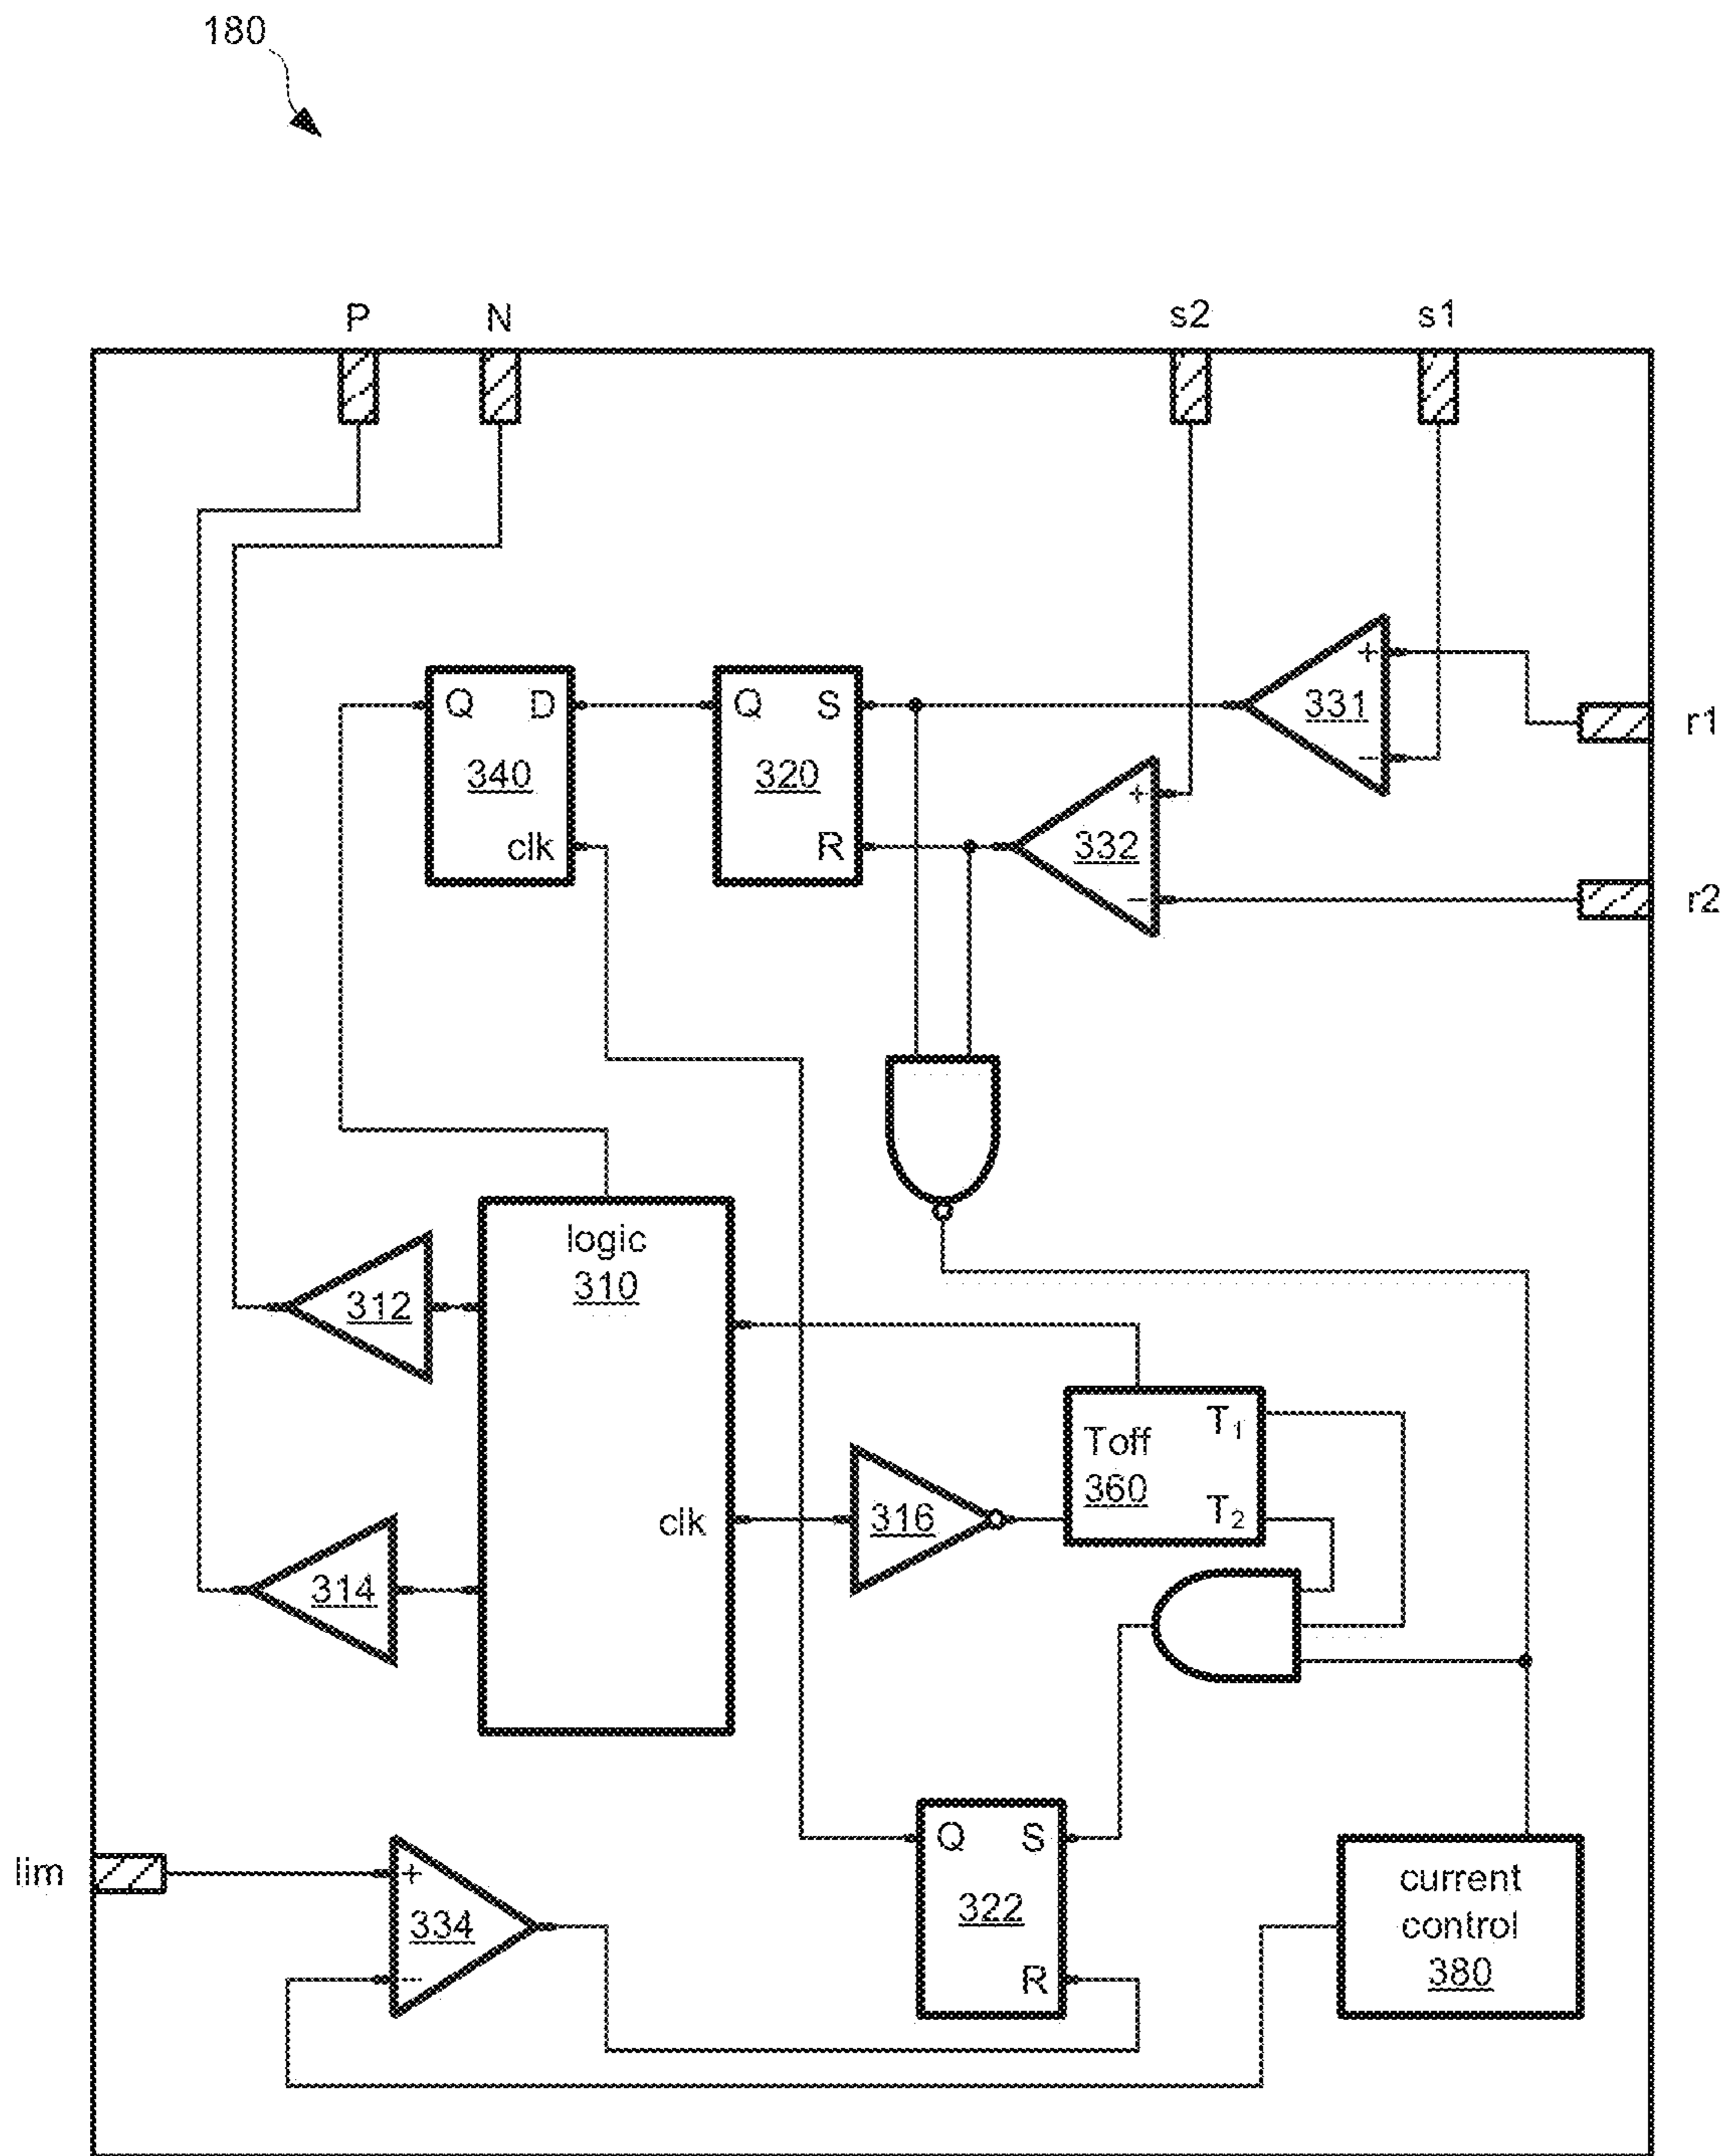 180
P N s2 s1
+
Q D Q S 331 r1
340 320 −
+
clk R 332 r2
−
logic
310
312
T1
Toff
360
T2
clk 316
314
Q S
lim + current
334 322 control
− R 380